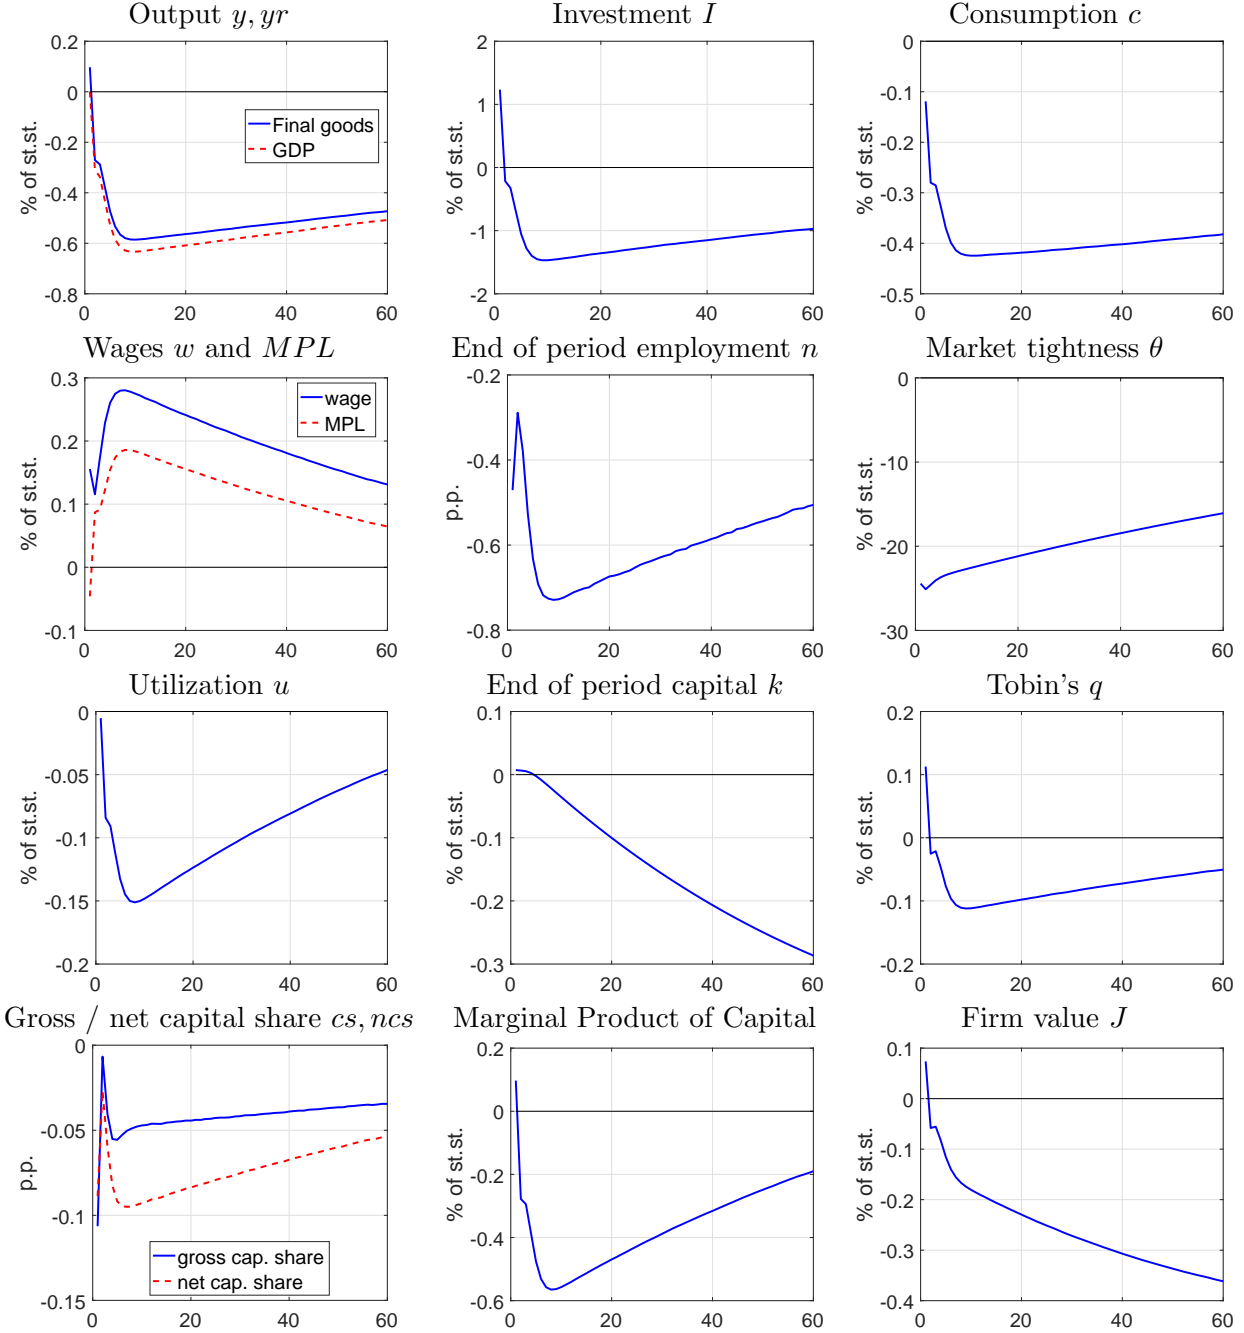 Output y, yr
% of st.st.
0.2
0
-0.2
-0.4
-0.6
-0.8
Final goods
GDP
0 20 40 60
Investment I
% of st.st.
2
1
0
-1
-2
0 20 40 60
Consumption c
% of st.st.
0
-0.1
-0.2
-0.3
-0.4
-0.5
0 20 40 60
Wages w and MPL
% of st.st.
0.3
0.2
0.1
0
-0.1
wage
MPL
0 20 40 60
End of period employment n
p.p.
-0.2
-0.4
-0.6
-0.8
0 20 40 60
Market tightness θ
% of st.st.
0
-10
-20
-30
0 20 40 60
Utilization u
% of st.st.
0
-0.05
-0.1
-0.15
-0.2
0 20 40 60
End of period capital k
% of st.st.
0.1
0
-0.1
-0.2
-0.3
0 20 40 60
Tobin's q
% of st.st.
0.2
0.1
0
-0.1
-0.2
0 20 40 60
Gross / net capital share cs, ncs
p.p.
0
-0.05
-0.1
-0.15
gross cap. share
net cap. share
0 20 40 60
Marginal Product of Capital
% of st.st.
0.2
0
-0.2
-0.4
-0.6
0 20 40 60
Firm value J
% of st.st.
0.1
0
-0.1
-0.2
-0.3
-0.4
0 20 40 60